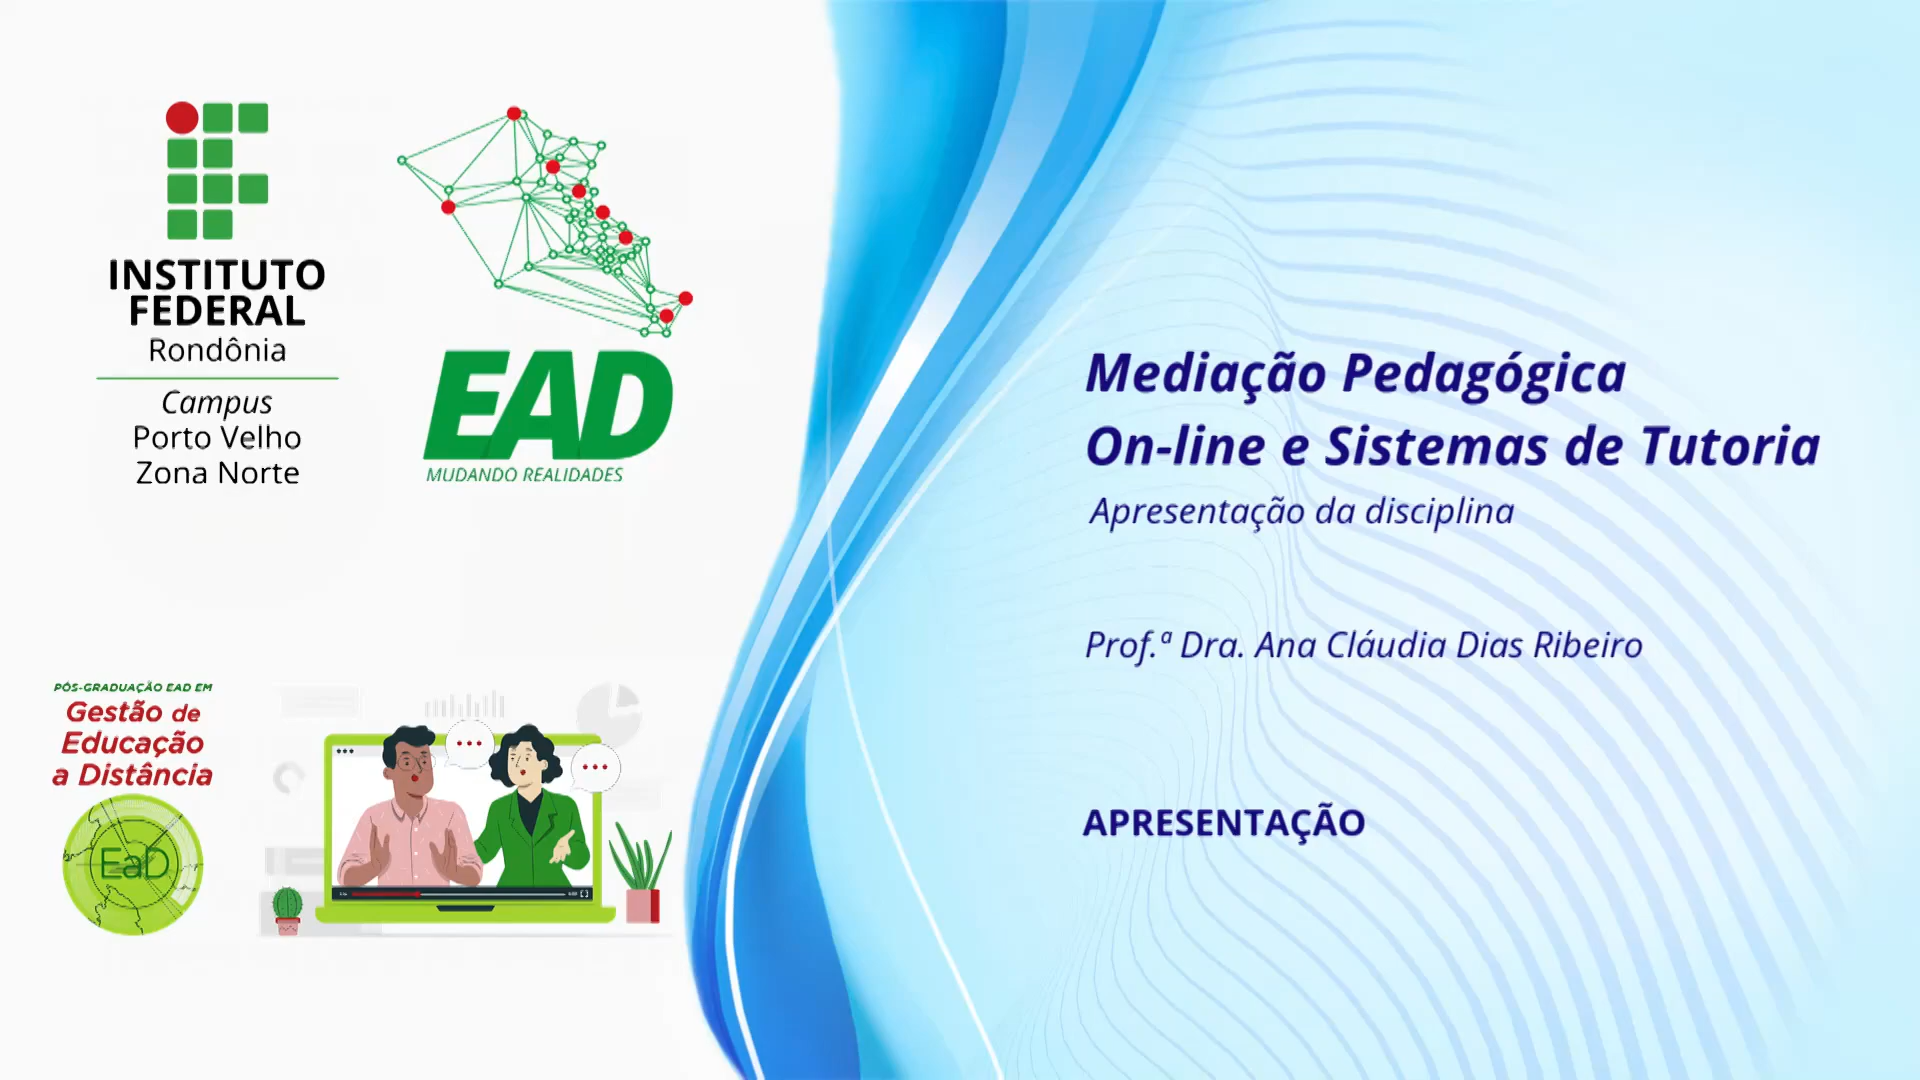 INSTITUTO
FEDERAL
Rondônia
Campus
Porto Velho
Zona Norte
EAD
MUDANDO REALIDADES
Mediação Pedagógica
On-line e Sistemas de Tutoria
Apresentação da disciplina
Prof.ª Dra. Ana Cláudia Dias Ribeiro
APRESENTAÇÃO
PÓS-GRADUAÇÃO EAD EM
Gestão de
Educação
a Distância
EaD